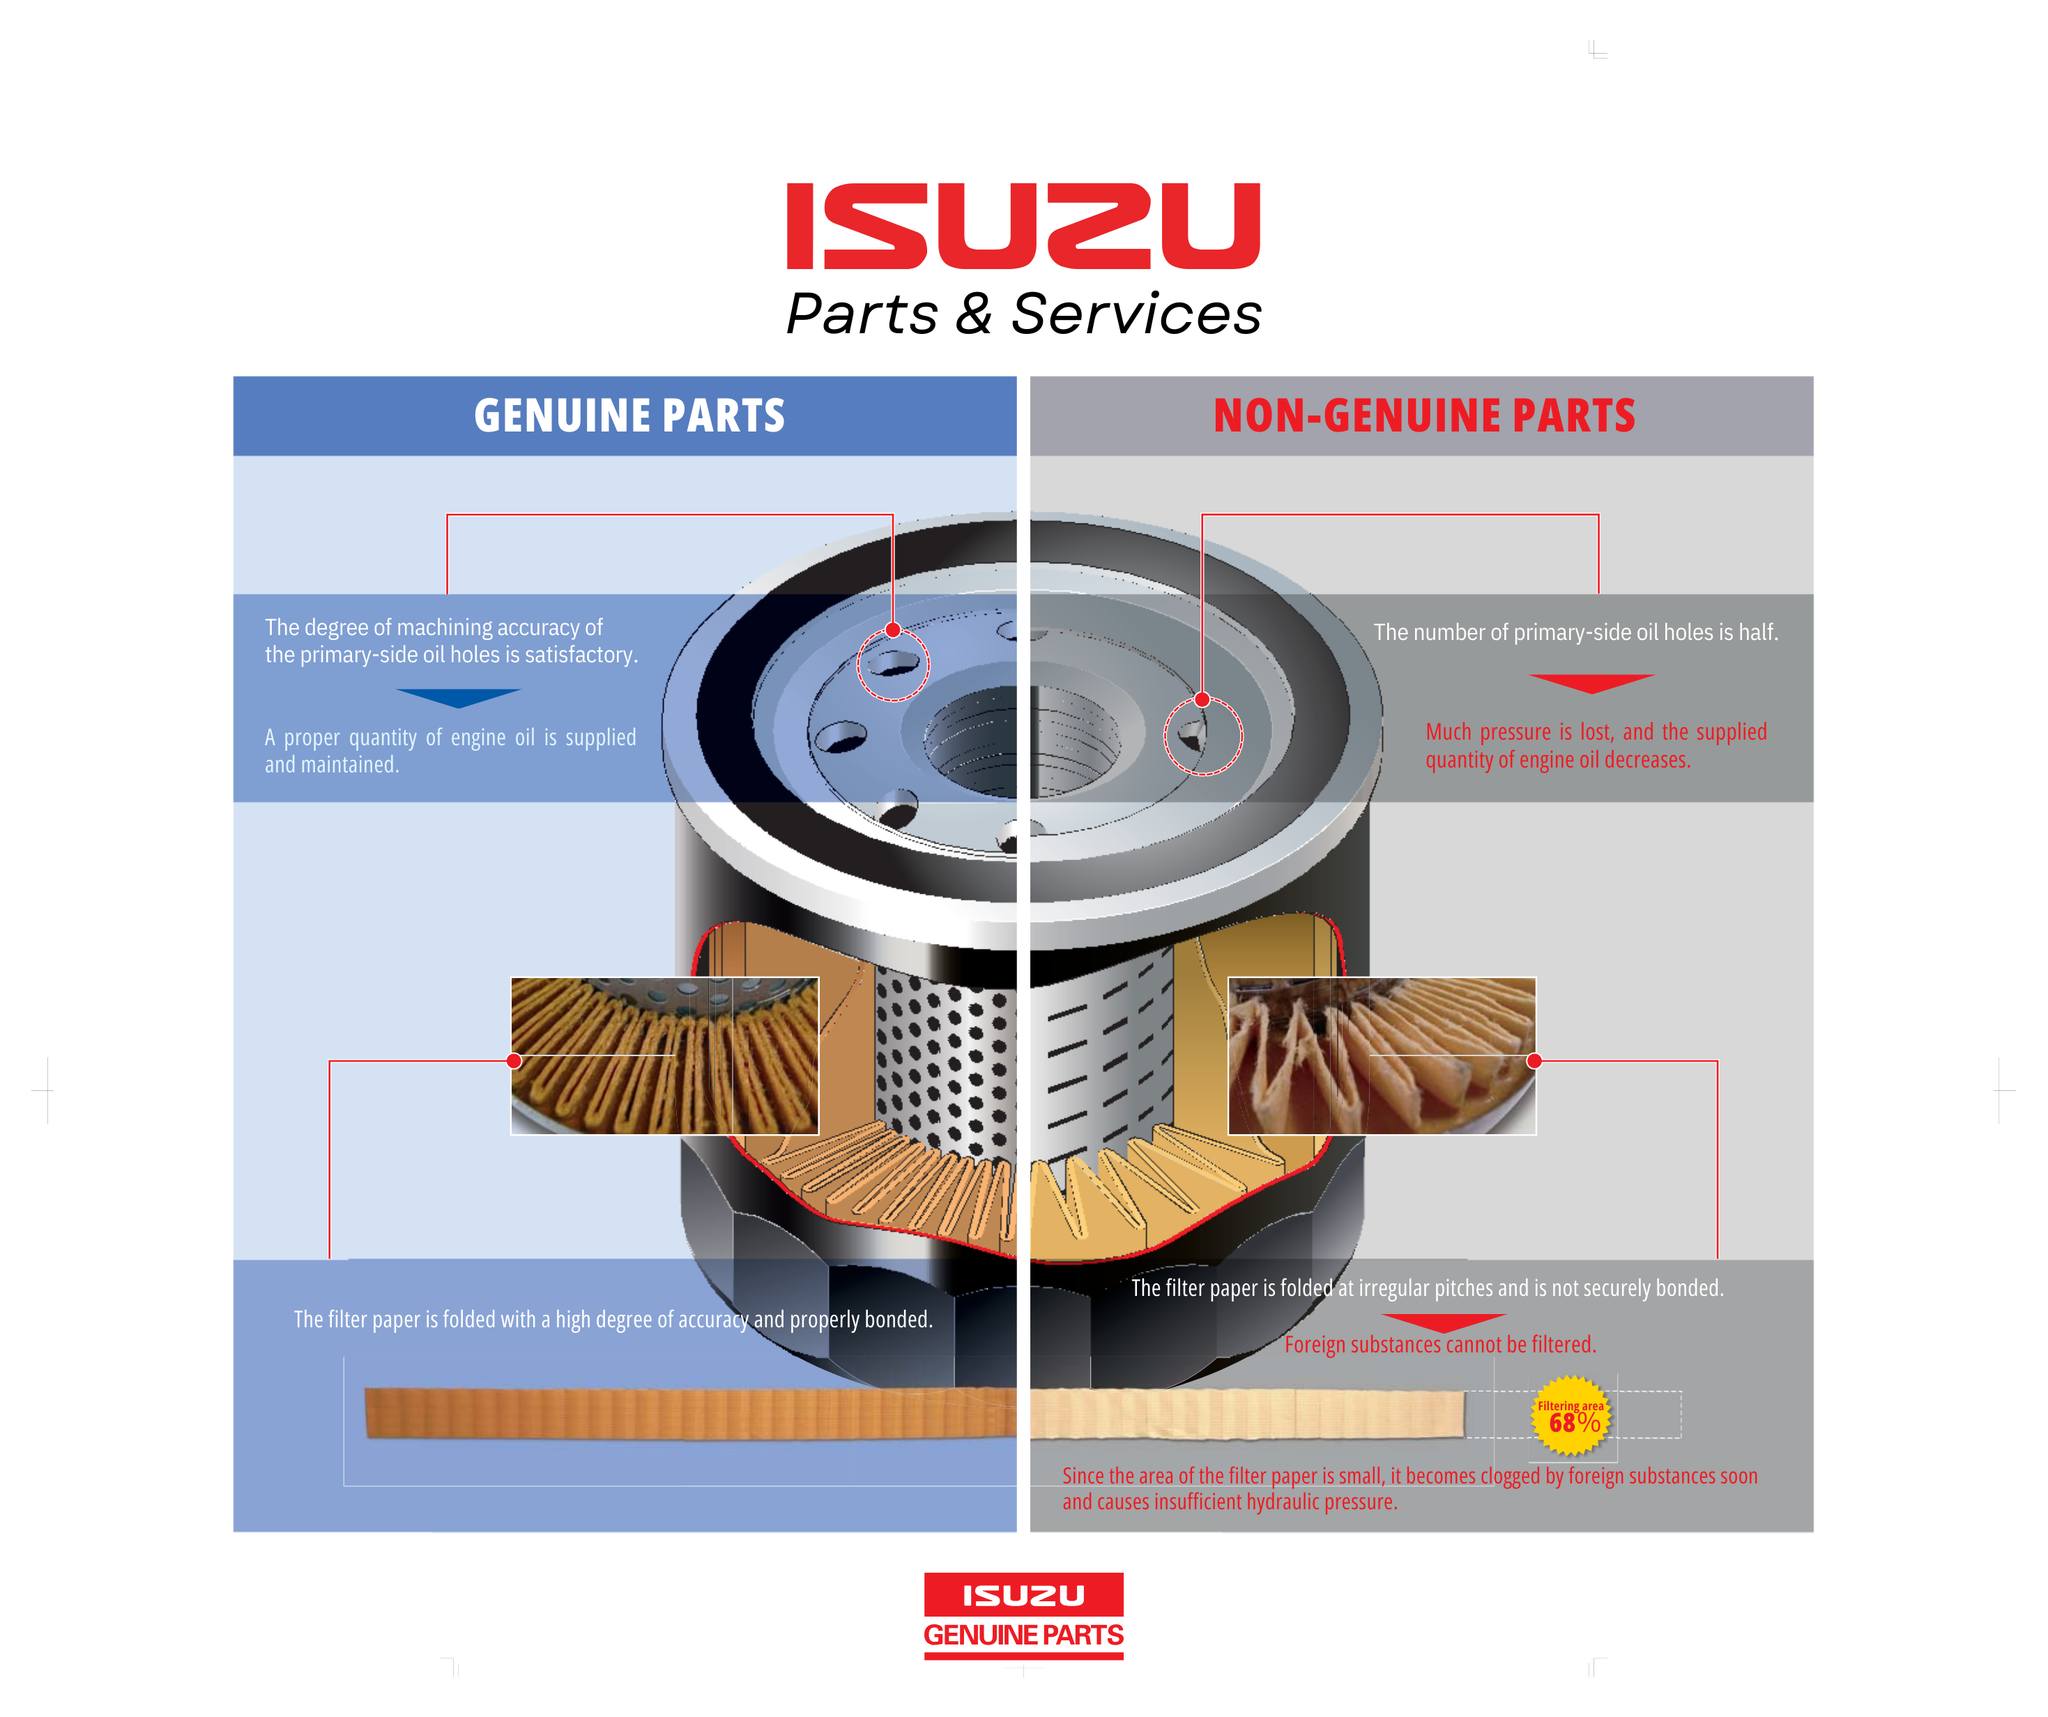 ISUZU
Parts & Services
GENUINE PARTS
The degree of machining accuracy of
the primary-side oil holes is satisfactory.
A proper quantity of engine oil is supplied
and maintained.
The filter paper is folded with a high degree of accuracy and properly bonded.
NON-GENUINE PARTS
The number of primary-side oil holes is half.
Much pressure is lost, and the supplied
quantity of engine oil decreases.
The filter paper is folded at irregular pitches and is not securely bonded.
Foreign substances cannot be filtered.
Filtering area
68%
Since the area of the filter paper is small, it becomes clogged by foreign substances soon
and causes insufficient hydraulic pressure.
ISUZU
GENUINE PARTS